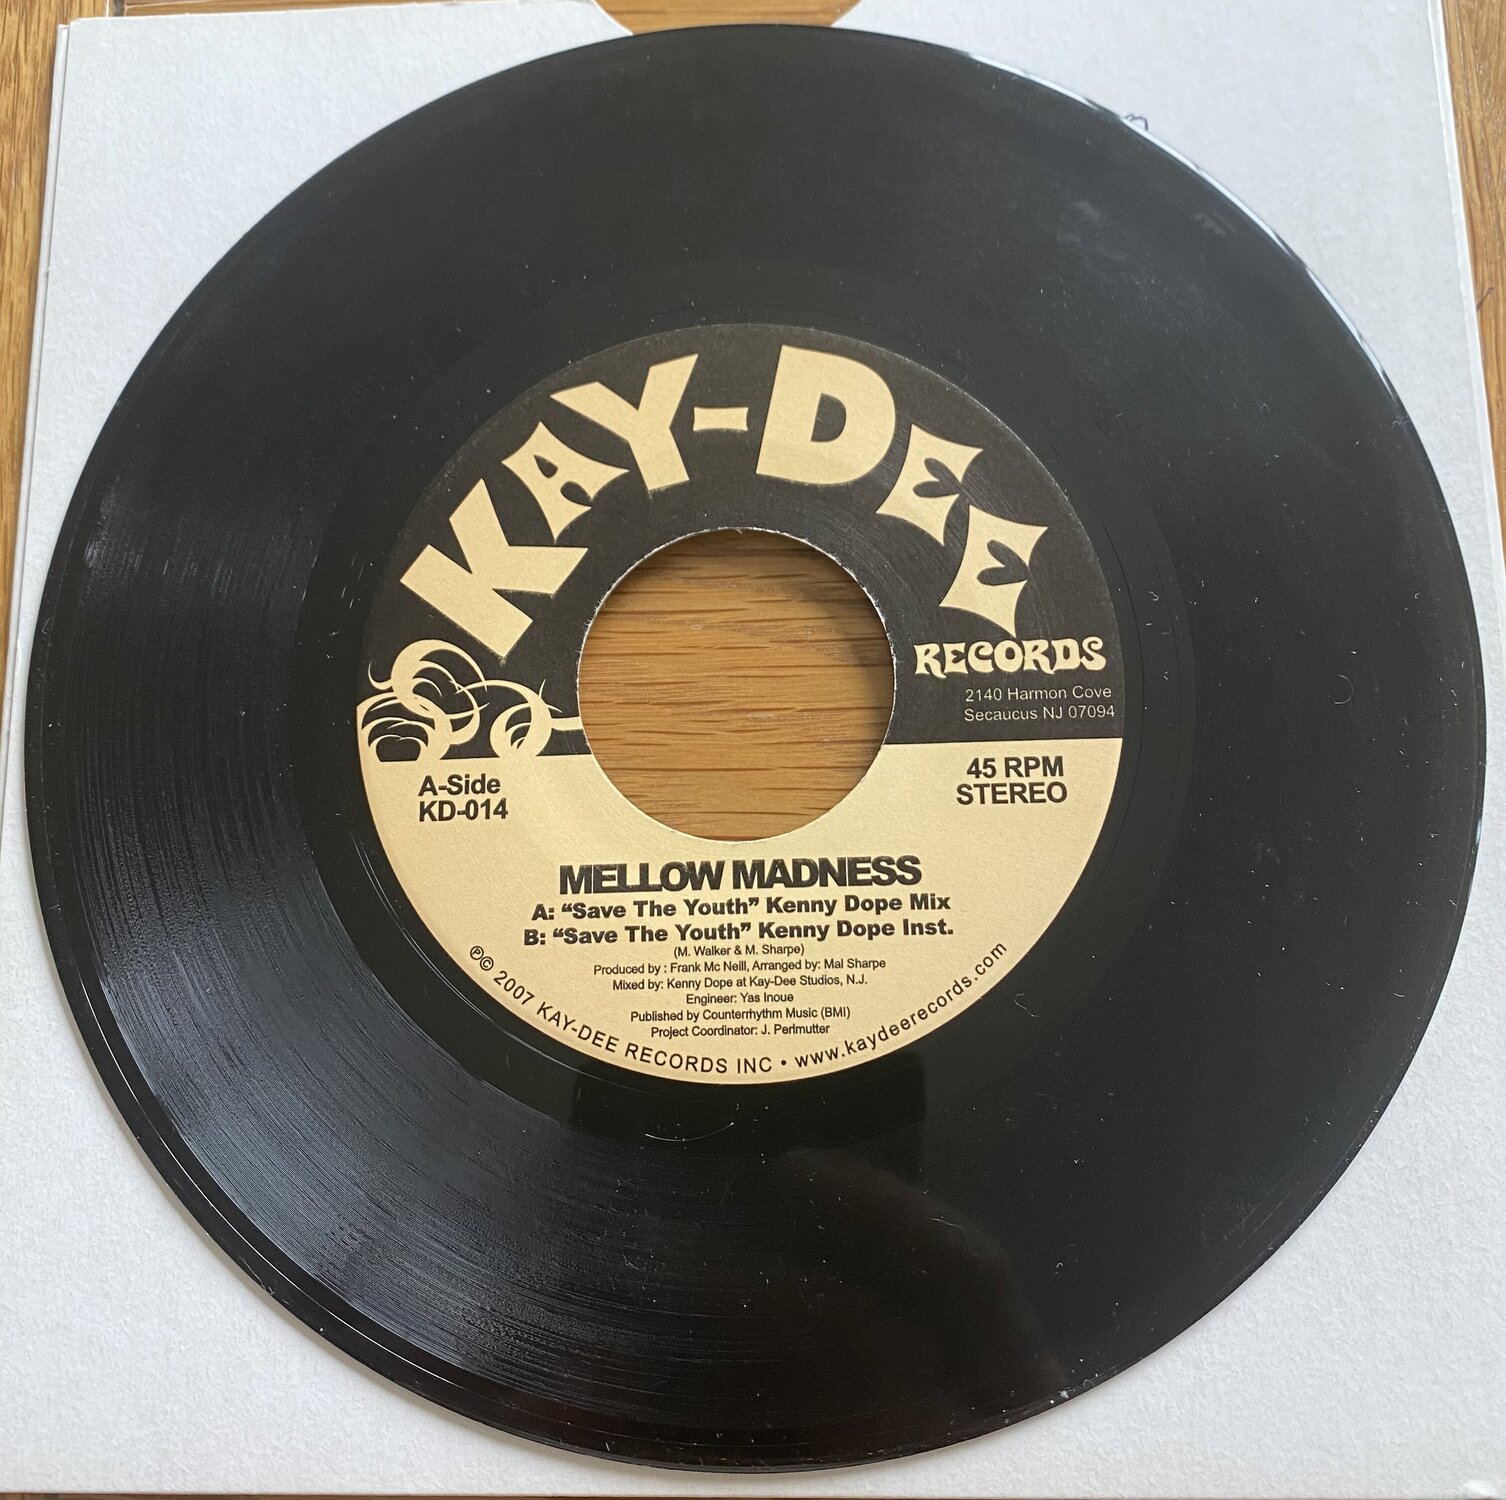 KAY-DEE
RECORDS
2140 Harmon Cove
Secaucus NJ 07094
A-Side
KD-014
45 RPM
STEREO
MELLOW MADNESS
A: “Save The Youth” Kenny Dope Mix
B: “Save The Youth” Kenny Dope Inst.
(M. Walker & M. Sharpe)
Produced by : Frank Mc Neill, Arranged by: Mal Sharpe
Mixed by: Kenny Dope at Kay-Dee Studios, N.J.
Engineer: Yas Inoue
Published by Counterrhythm Music (BMI)
Project Coordinator: J. Perlmutter
℗© 2007 KAY-DEE RECORDS INC • www.kaydeerecords.com